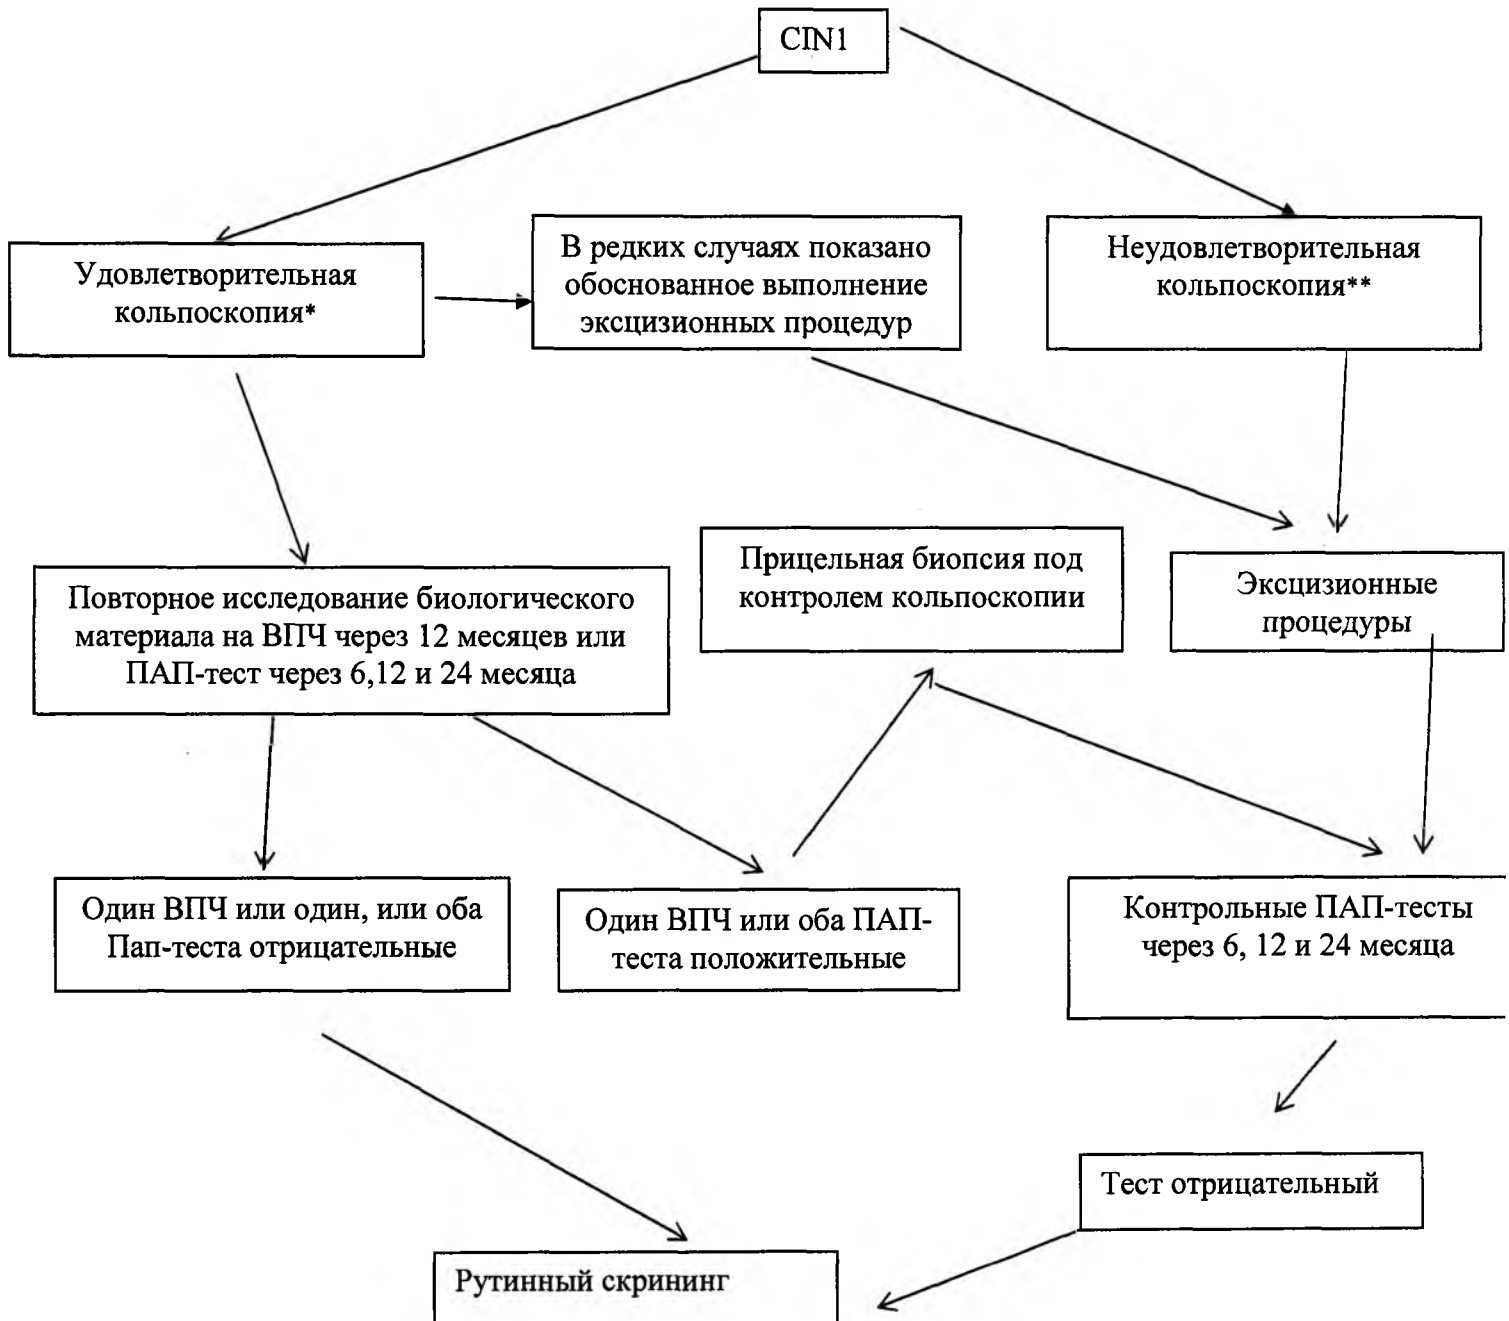 CIN1
Удовлетворительная
кольпоскопия*
В редких случаях показано
обоснованное выполнение
эксцизионных процедур
Неудовлетворительная
кольпоскопия**
Повторное исследование биологического
материала на ВПЧ через 12 месяцев или
ПАП-тест через 6,12 и 24 месяца
Прицельная биопсия под
контролем кольпоскопии
Эксцизионные
процедуры
Один ВПЧ или один, или оба
Пап-теста отрицательные
Один ВПЧ или оба ПАП-
теста положительные
Контрольные ПАП-тесты
через 6, 12 и 24 месяца
Тест отрицательный
Рутинный скрининг